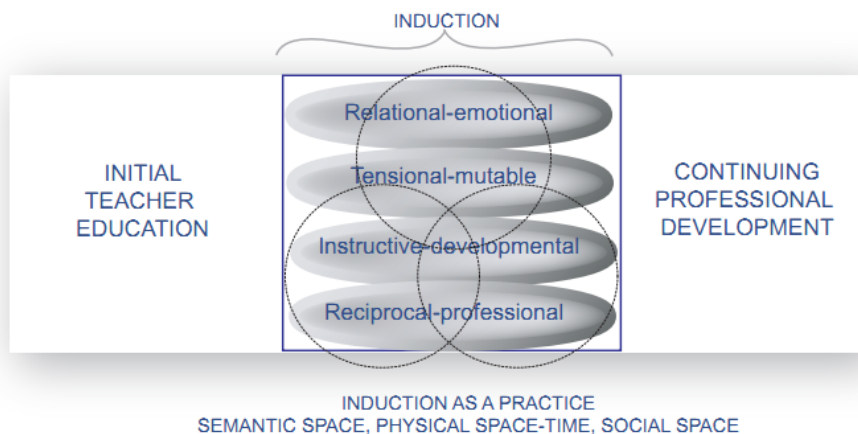 INDUCTION
Relational-emotional
Tensional-mutable
Instructive-developmental
Reciprocal-professional
INITIAL
TEACHER
EDUCATION
CONTINUING
PROFESSIONAL
DEVELOPMENT
INDUCTION AS A PRACTICE
SEMANTIC SPACE, PHYSICAL SPACE-TIME, SOCIAL SPACE